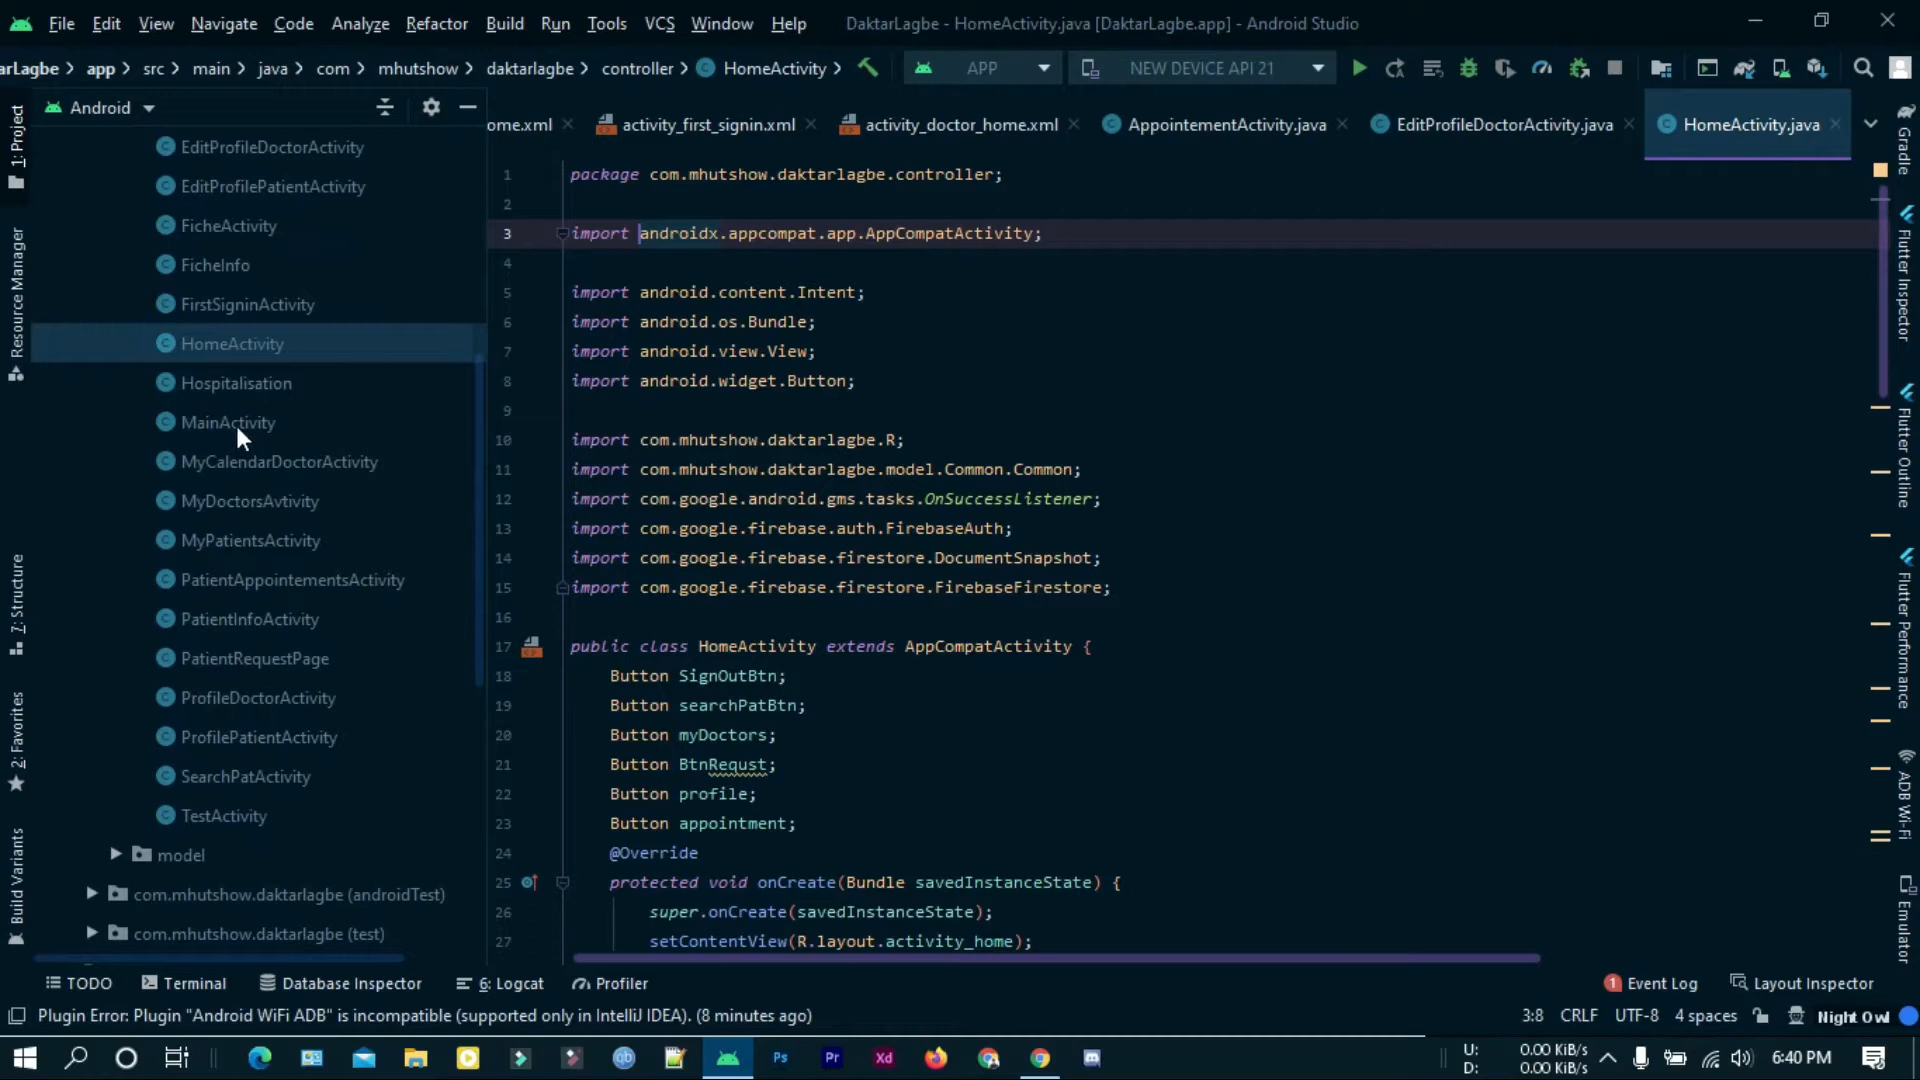 File Edit View Navigate Code Analyze Refactor Build Run Tools VCS Window Help DaktarLagbe - HomeActivity.java [DaktarLagbe.app] - Android Studio
arLagbe app src main java com mhutshow daktarlagbe controller HomeActivity APP NEW DEVICE API 21
Android
ome.xml activity_first_signin.xml activity_doctor_home.xml AppointementActivity.java EditProfileDoctorActivity.java HomeActivity.java
1: Project
Resource Manager
7: Structure
2: Favorites
Build Variants
EditProfileDoctorActivity
EditProfilePatientActivity
FicheActivity
FicheInfo
FirstSigninActivity
HomeActivity
Hospitalisation
MainActivity
MyCalendarDoctorActivity
MyDoctorsAvtivity
MyPatientsActivity
PatientAppointementsActivity
PatientInfoActivity
PatientRequestPage
ProfileDoctorActivity
ProfilePatientActivity
SearchPatActivity
TestActivity
model
com.mhutshow.daktarlagbe (androidTest)
com.mhutshow.daktarlagbe (test)
1 package com.mhutshow.daktarlagbe.controller;
2
3 import androidx.appcompat.app.AppCompatActivity;
4
5 import android.content.Intent;
6 import android.os.Bundle;
7 import android.view.View;
8 import android.widget.Button;
9
10 import com.mhutshow.daktarlagbe.R;
11 import com.mhutshow.daktarlagbe.model.Common.Common;
12 import com.google.android.gms.tasks.OnSuccessListener;
13 import com.google.firebase.auth.FirebaseAuth;
14 import com.google.firebase.firestore.DocumentSnapshot;
15 import com.google.firebase.firestore.FirebaseFirestore;
16
17 public class HomeActivity extends AppCompatActivity {
18 Button SignOutBtn;
19 Button searchPatBtn;
20 Button myDoctors;
21 Button BtnRequst;
22 Button profile;
23 Button appointment;
24 @Override
25 protected void onCreate(Bundle savedInstanceState) {
26 super.onCreate(savedInstanceState);
27 setContentView(R.layout.activity_home);
Gradle
Flutter Inspector
Flutter Outline
Flutter Performance
ADB Wi-Fi
Emulator
TODO Terminal Database Inspector 6: Logcat Profiler 1 Event Log Layout Inspector
Plugin Error: Plugin "Android WiFi ADB" is incompatible (supported only in IntelliJ IDEA). (8 minutes ago) 3:8 CRLF UTF-8 4 spaces Night Owl
qb Ps Pr Xd
U: 0.00 KiB/s
D: 0.00 KiB/s
6:40 PM